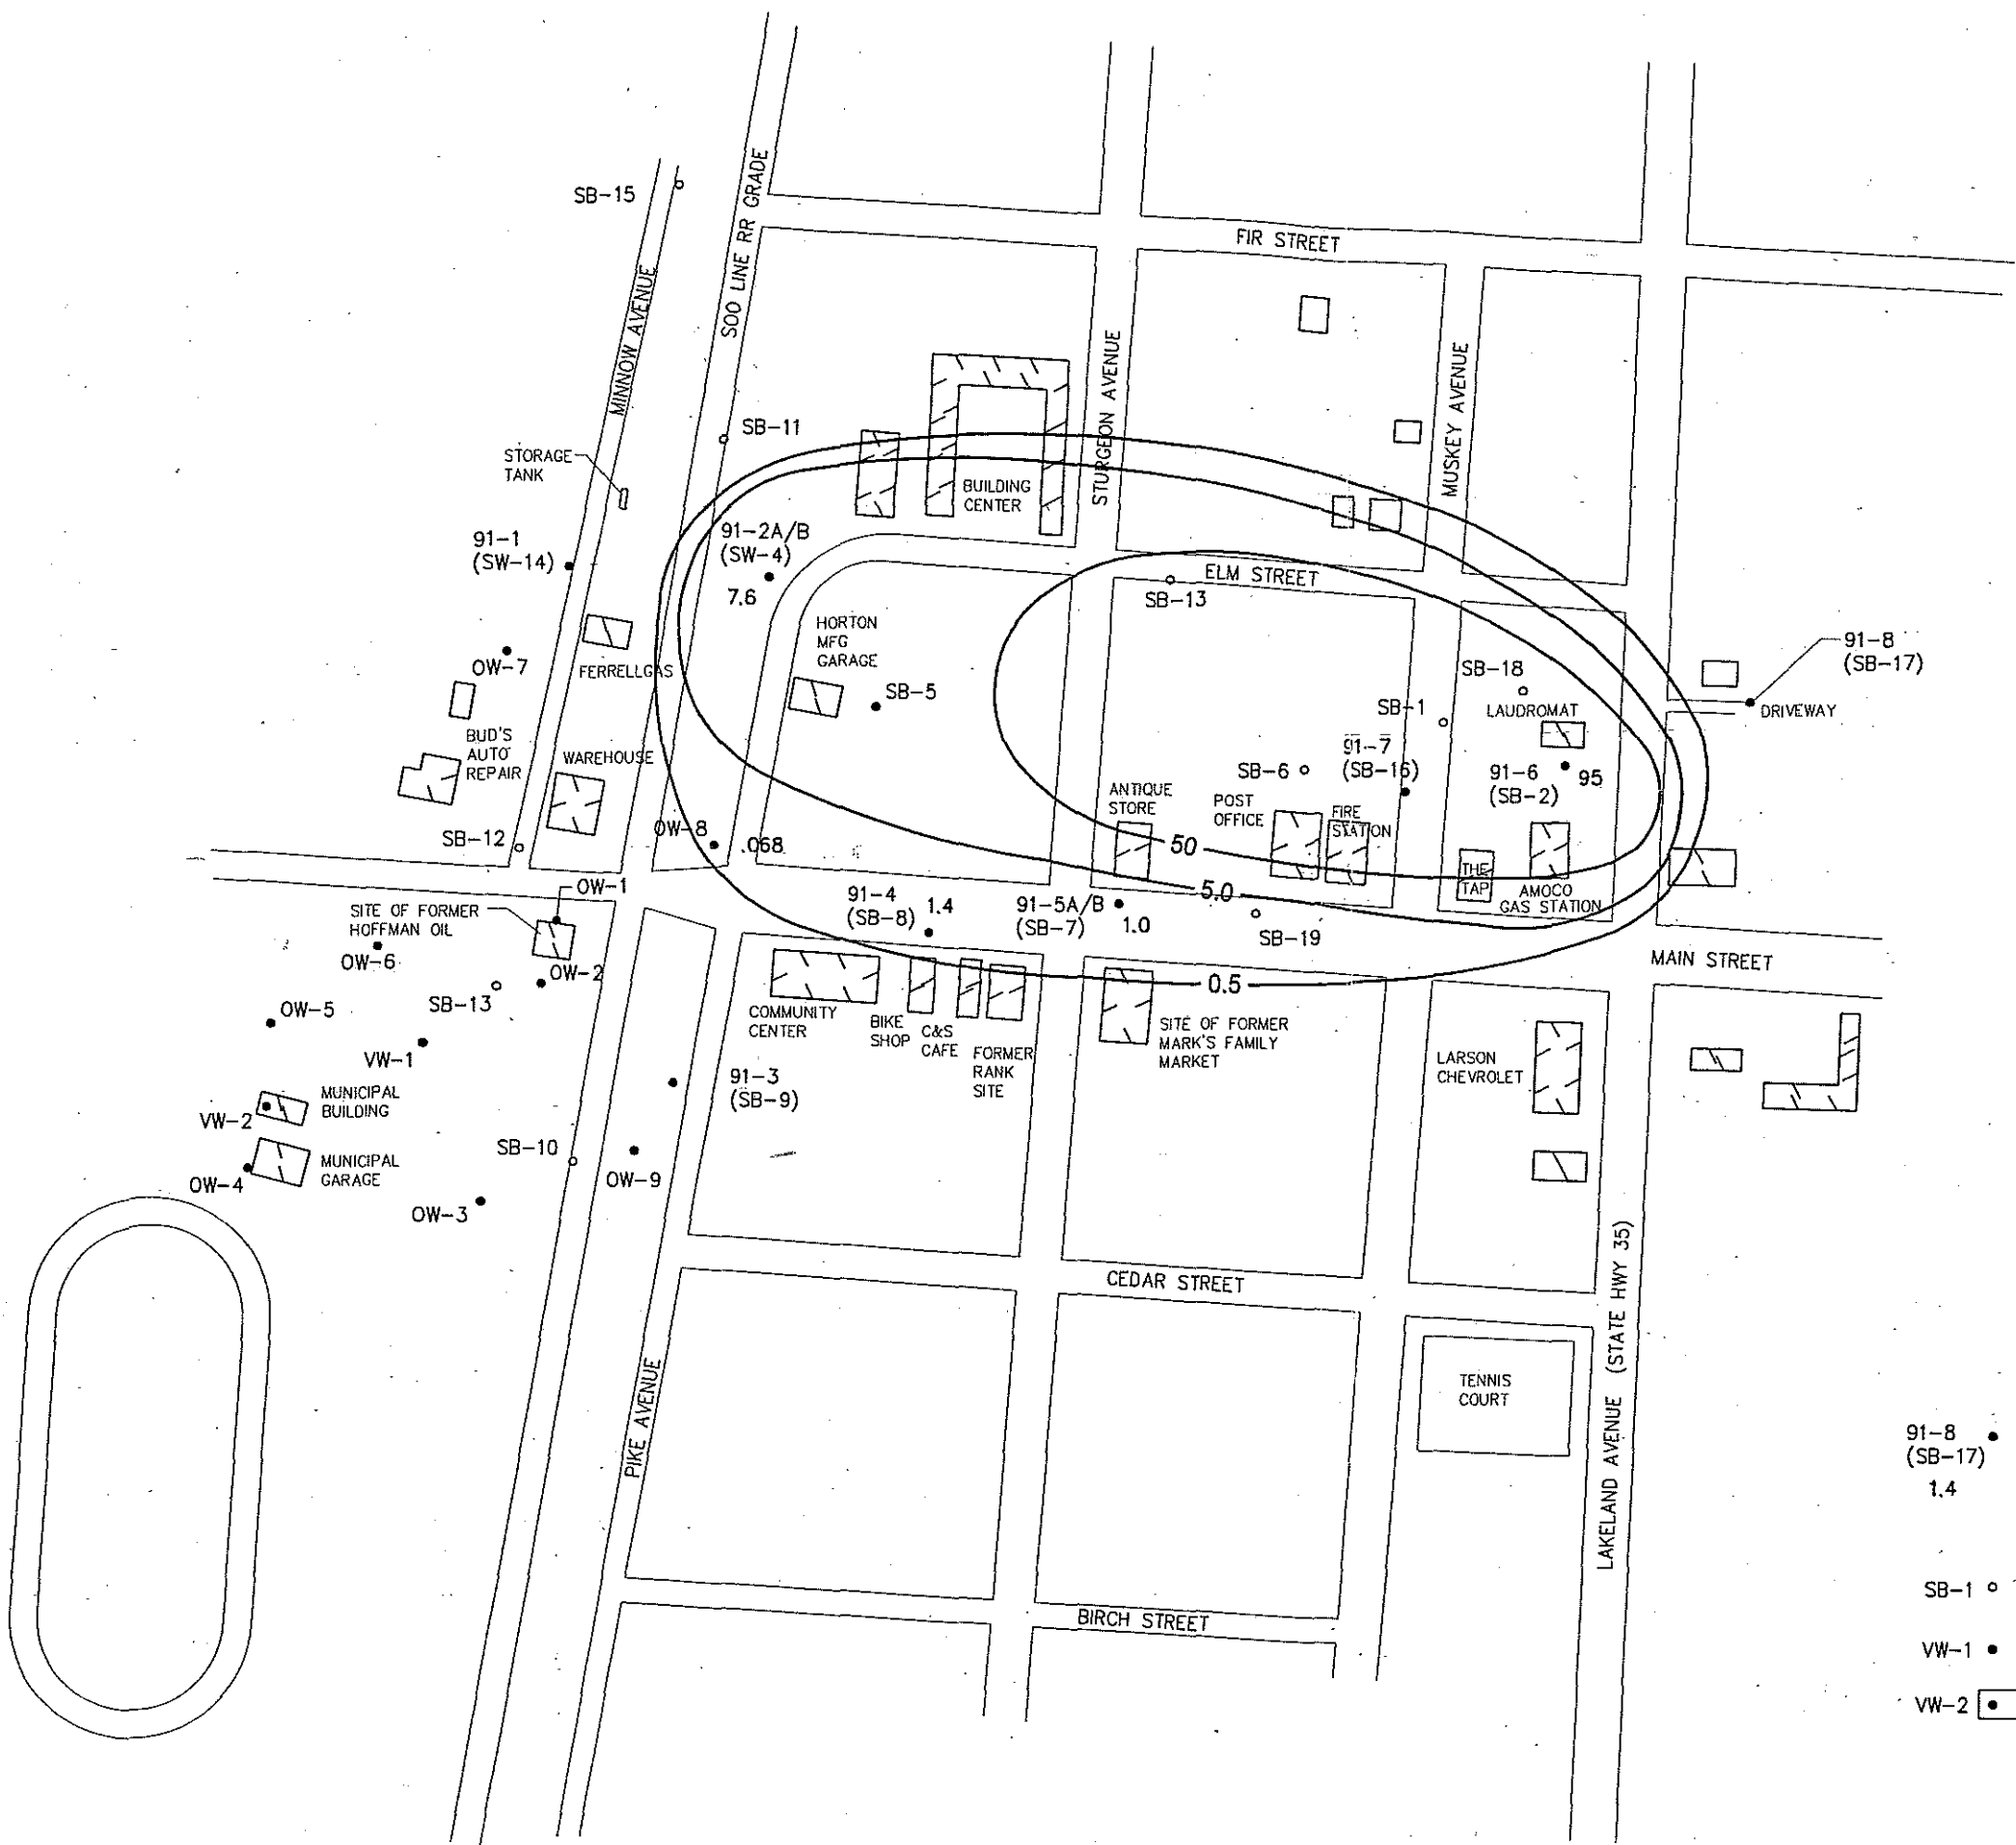 SB-15
SOO LINE RR GRADE
FIR STREET
MINNOW AVENUE
STURGEON AVENUE
MUSKEY AVENUE
SB-11
STORAGE
TANK
BUILDING
CENTER
91-1
(SW-14)
91-2A/B
(SW-4)
7.6
ELM STREET
SB-13
HORTON
MFG
GARAGE
91-8
(SB-17)
OW-7
FERRELLGAS
SB-5
SB-18
SB-1
LAUDROMAT
DRIVEWAY
BUD'S
AUTO
REPAIR
WAREHOUSE
91-7
(SB-16)
SB-6
91-6
(SB-2)
95
ANTIQUE
STORE
POST
OFFICE
FIRE
STATION
SB-12
OW-8
.068
50
THE
TAP
AMOCO
GAS STATION
OW-1
91-4
(SB-8)
1.4
91-5A/B
(SB-7)
1.0
5.0
SB-19
SITE OF FORMER
HOFFMAN OIL
OW-6
OW-2
MAIN STREET
SB-13
0.5
OW-5
COMMUNITY
CENTER
BIKE
SHOP
C&S
CAFE
FORMER
RANK
SITE
SITE OF FORMER
MARK'S FAMILY
MARKET
VW-1
LARSON
CHEVROLET
91-3
(SB-9)
MUNICIPAL
BUILDING
VW-2
SB-10
MUNICIPAL
GARAGE
OW-4
OW-9
OW-3
CEDAR STREET
LAKELAND AVENUE (STATE HWY 35)
PIKE AVENUE
TENNIS
COURT
91-8
(SB-17)
1.4
SB-1
BIRCH STREET
VW-1
VW-2